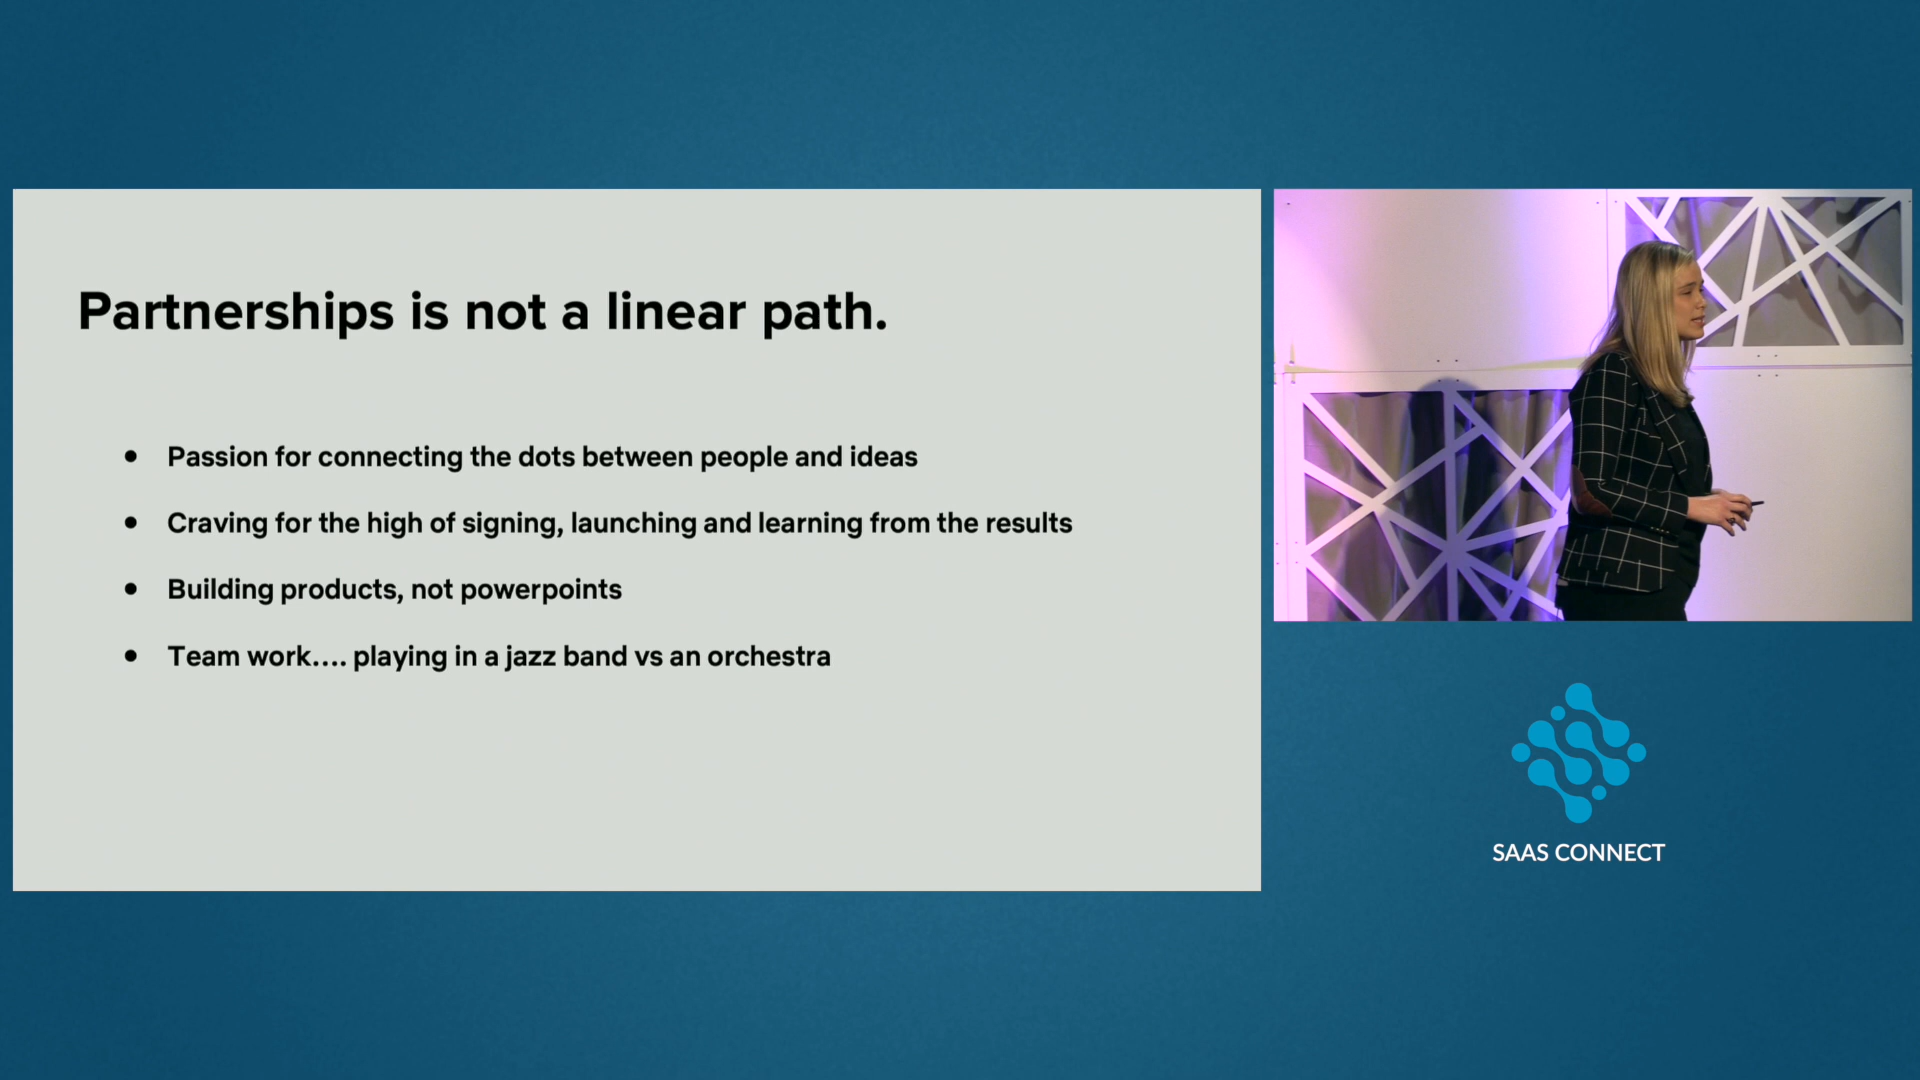 Partnerships is not a linear path.
• Passion for connecting the dots between people and ideas
• Craving for the high of signing, launching and learning from the results
• Building products, not powerpoints
• Team work.... playing in a jazz band vs an orchestra
SAAS CONNECT